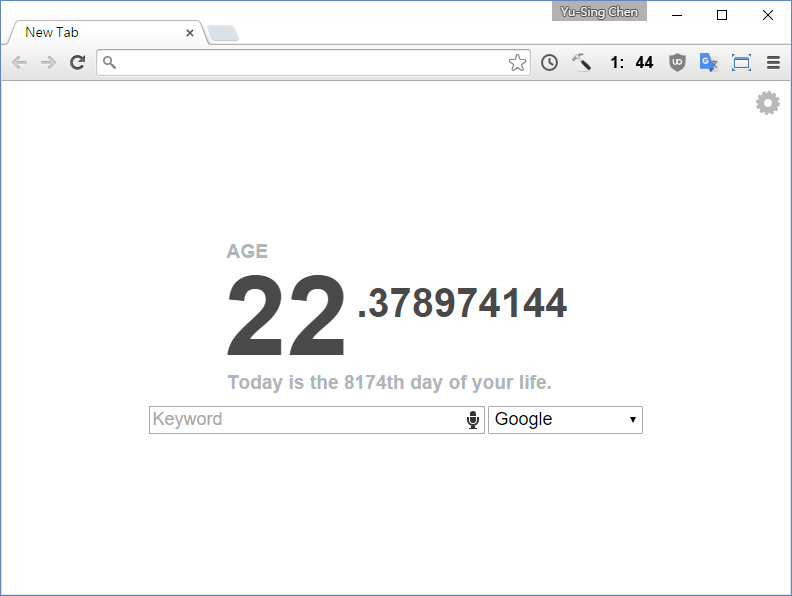 Yu-Sing Chen
New Tab
1: 44
AGE
22 .378974144
Today is the 8174th day of your life.
Keyword
Google